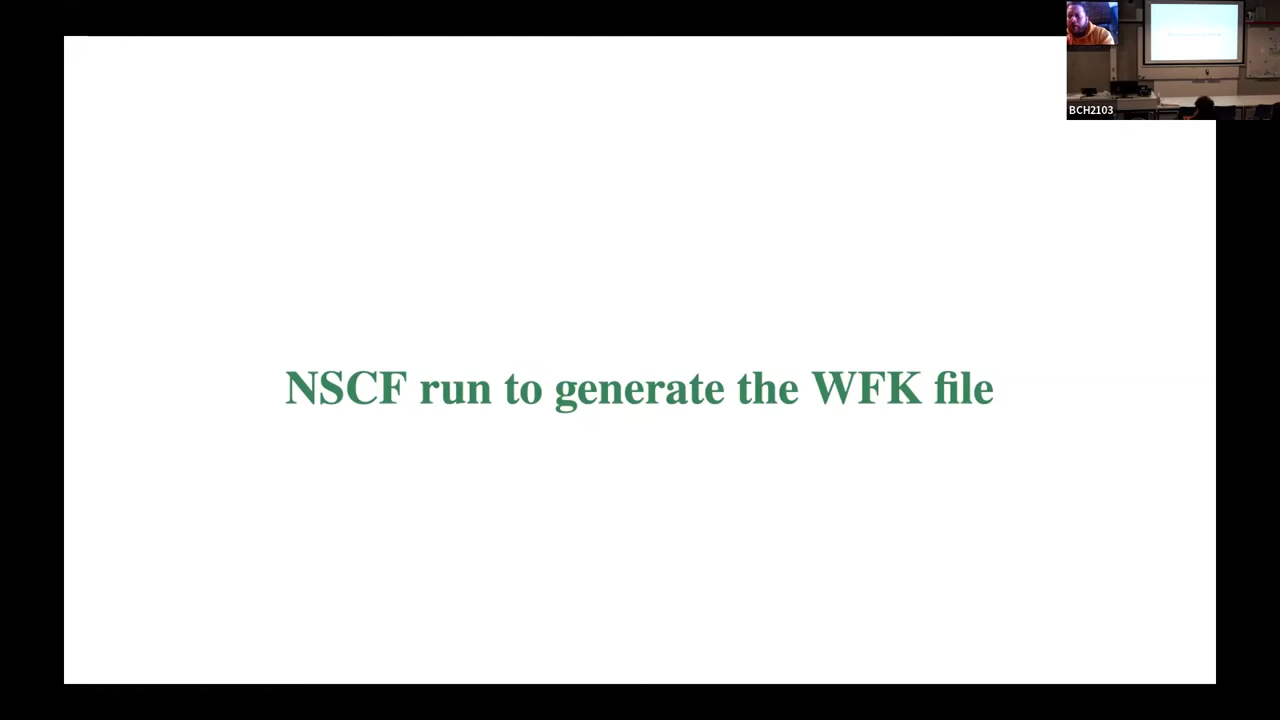 BCH2103
NSCF run to generate the WFK file